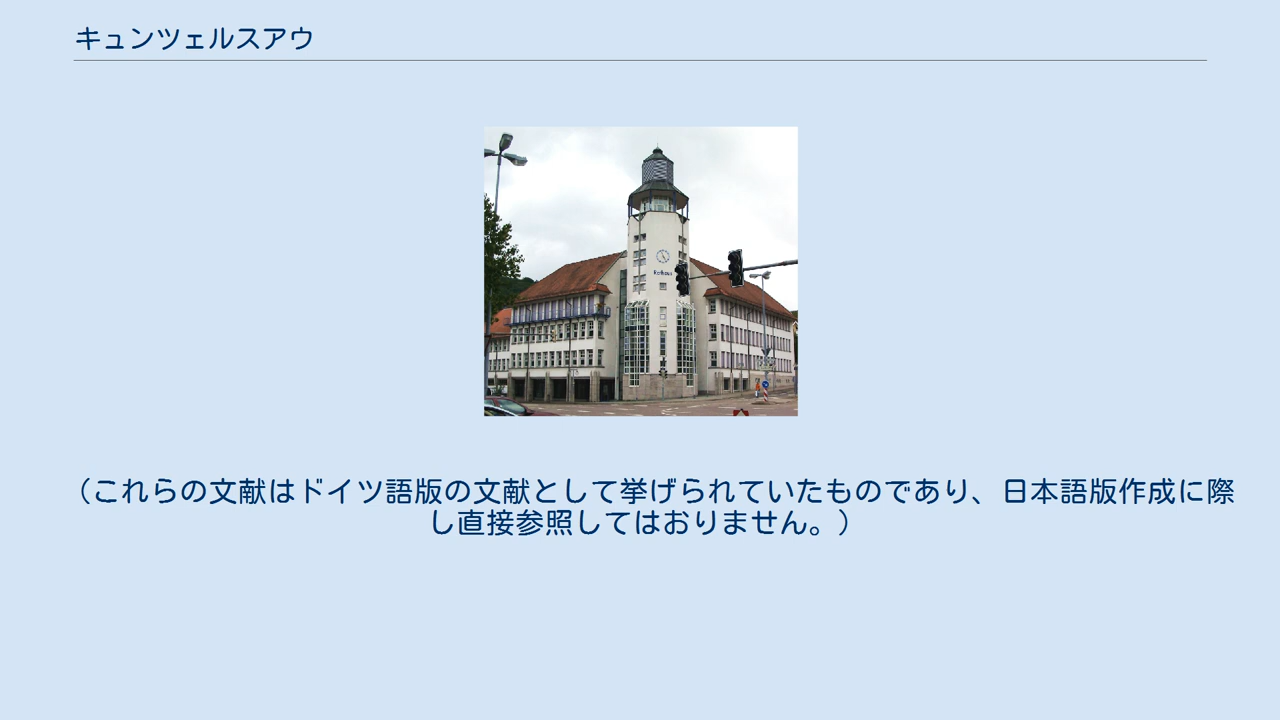 キュンツェルスアウ
Rathaus
（これらの文献はドイツ語版の文献として挙げられていたものであり、日本語版作成に際
し直接参照してはおりません。）